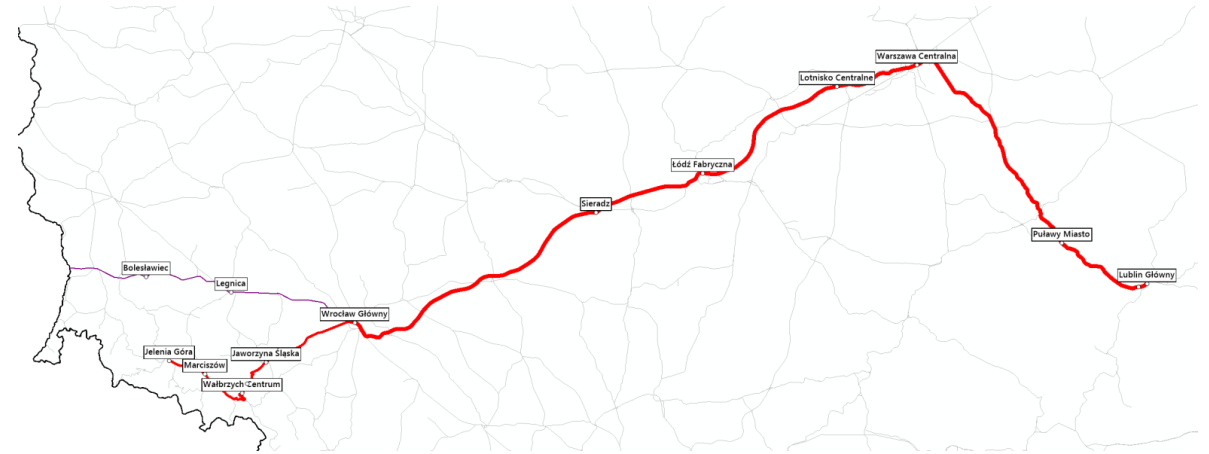 Warszawa Centralna
Lotnisko Centralne
Łódź Fabryczna
Sieradz
Puławy Miasto
Bolesławiec
Lublin Główny
Legnica
Wrocław Główny
Jelenia Góra
Jaworzyna Śląska
Marciszów
Wałbrzych Centrum